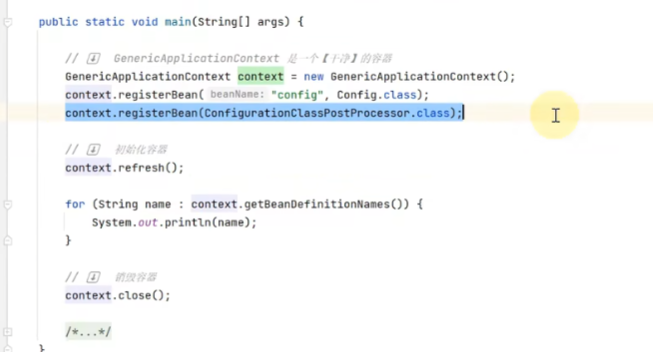 public static void main(String[] args) {
// ⬇ GenericApplicationContext 是一个【干净】的容器
GenericApplicationContext context = new GenericApplicationContext();
context.registerBean( beanName: "config", Config.class);
context.registerBean(ConfigurationClassPostProcessor.class);
// ⬇ 初始化容器
context.refresh();
for (String name : context.getBeanDefinitionNames()) {
System.out.println(name);
}
// ⬇ 销毁容器
context.close();
/*...*/
}